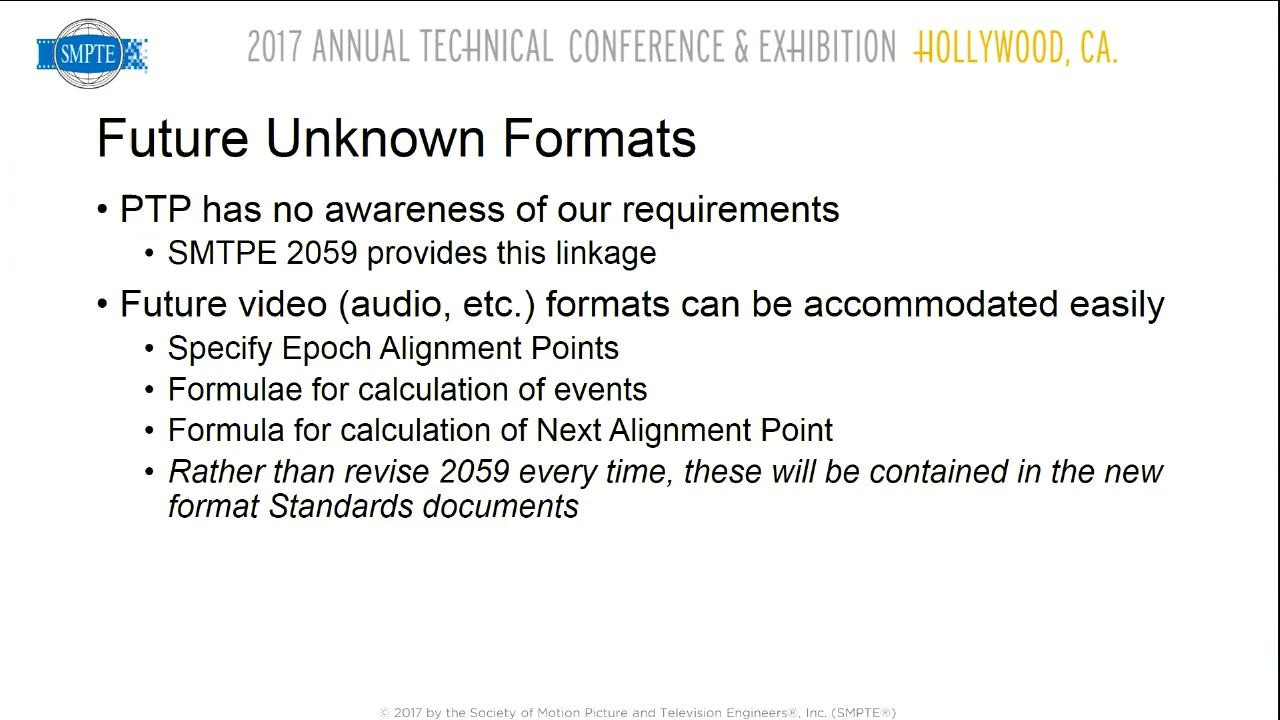 SMPTE
2017 ANNUAL TECHNICAL CONFERENCE & EXHIBITION HOLLYWOOD, CA.
Future Unknown Formats
• PTP has no awareness of our requirements
• SMTPE 2059 provides this linkage
• Future video (audio, etc.) formats can be accommodated easily
• Specify Epoch Alignment Points
• Formulae for calculation of events
• Formula for calculation of Next Alignment Point
• Rather than revise 2059 every time, these will be contained in the new
format Standards documents
© 2017 by the Society of Motion Picture and Television Engineers®, Inc. (SMPTE®)